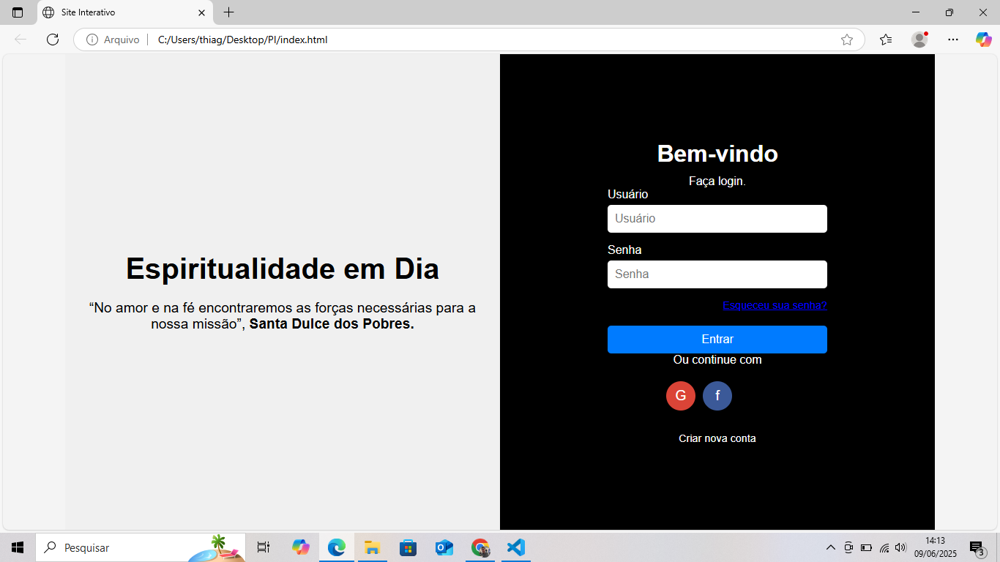 Site Interativo
Arquivo
C:/Users/thiag/Desktop/PI/index.html
Espiritualidade em Dia
“No amor e na fé encontraremos as forças necessárias para a
nossa missão”, Santa Dulce dos Pobres.
Bem-vindo
Faça login.
Usuário
Usuário
Senha
Senha
Esqueceu sua senha?
Entrar
Ou continue com
G f
Criar nova conta
Pesquisar
14:13
09/06/2025
3